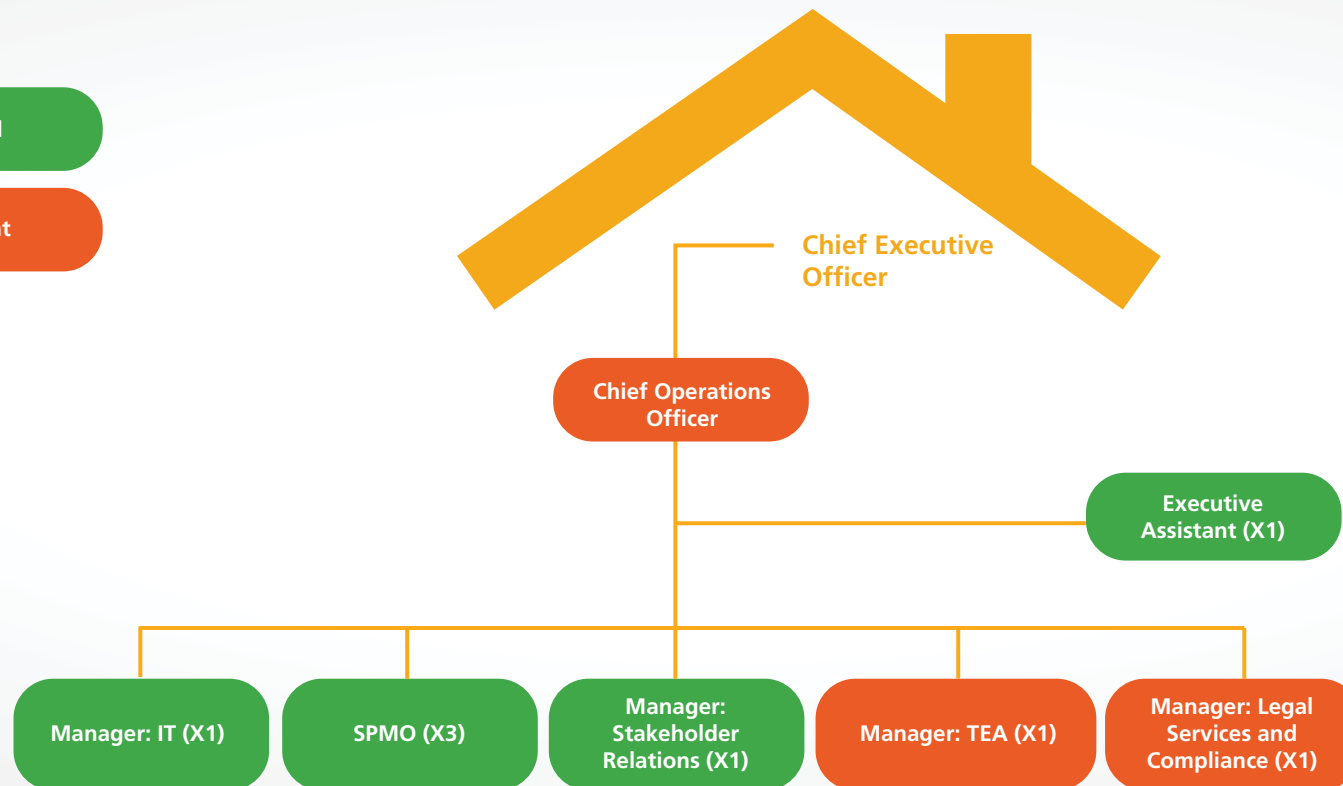 Chief Executive
Officer
Chief Operations
Officer
Executive
Assistant (X1)
Manager: IT (X1)
SPMO (X3)
Manager:
Stakeholder
Relations (X1)
Manager: TEA (X1)
Manager: Legal
Services and
Compliance (X1)